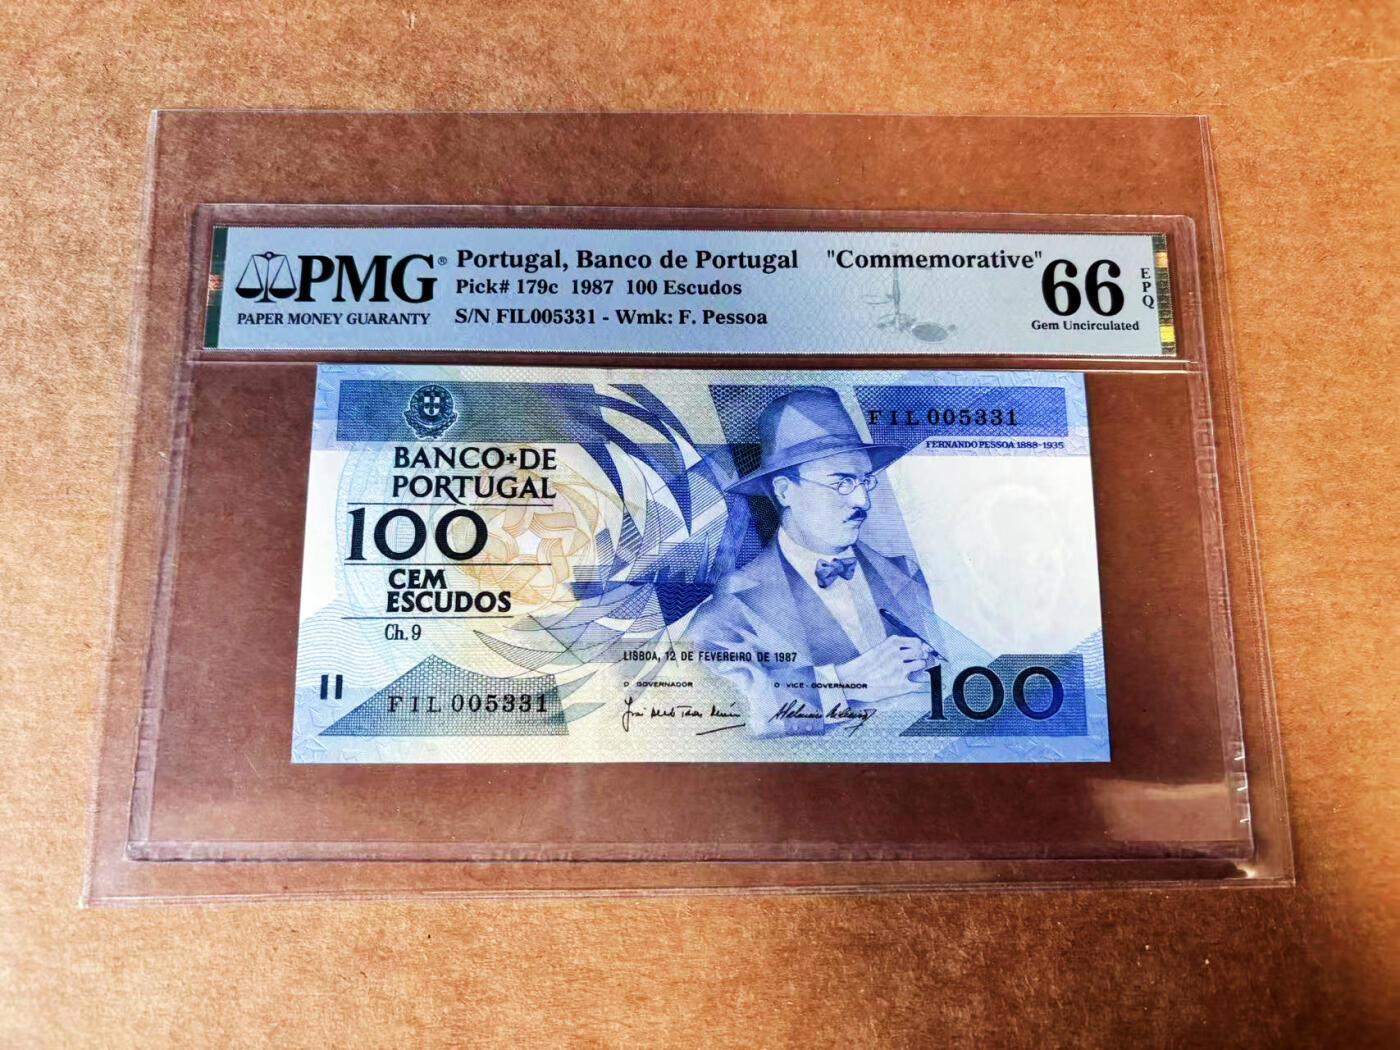 PMG®
PAPER MONEY GUARANTY
Portugal, Banco de Portugal "Commemorative"
Pick# 179c 1987 100 Escudos
S/N FIL005331 - Wmk: F. Pessoa
66
EPQ
Gem Uncirculated
FIL 005331
FERNANDO PESSOA 1888-1935
BANCO+DE
PORTUGAL
100
CEM
ESCUDOS
Ch. 9
LISBOA, 12 DE FEVEREIRO DE 1987
O GOVERNADOR
O VICE-GOVERNADOR
FIL 005331
100